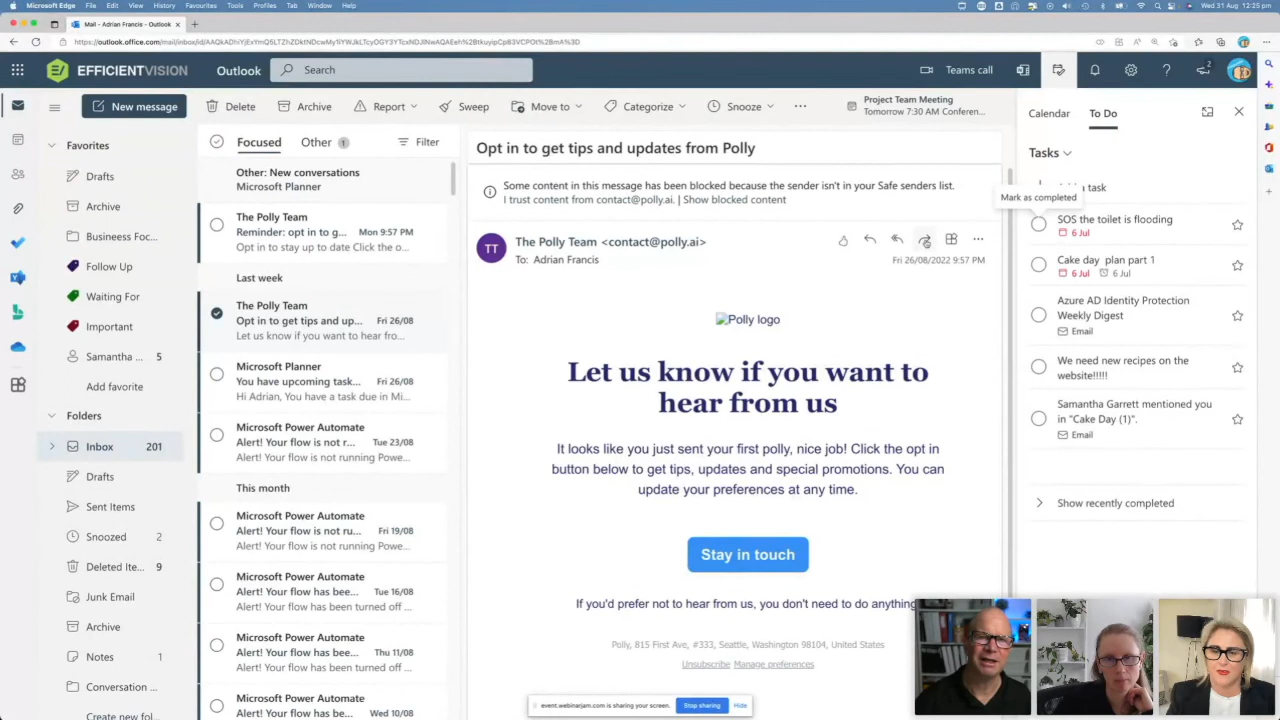 Microsoft Edge File Edit View History Favourites Tools Profiles Tab Window Help
Wed 31 Aug 12:25 pm
Mail - Adrian Francis - Outlook
EFFICIENTVISION Outlook Search
Teams call
2
New message Delete Archive Report Sweep Move to Categorize Snooze
Project Team Meeting
Tomorrow 7:30 AM Conferen...
Favorites
Drafts
Archive
Busineess Foc...
Follow Up
Waiting For
Important
Samantha ... 5
Add favorite
Folders
Inbox 201
Drafts
Sent Items
Snoozed 2
Deleted Ite... 9
Junk Email
Archive
Notes 1
Conversation ...
Create new fol...
Focused Other 1 Filter
Other: New conversations
Microsoft Planner
The Polly Team
Reminder: opt in to g... Mon 9:57 PM
Opt in to stay up to date Click the o...
Last week
The Polly Team
Opt in to get tips and up... Fri 26/08
Let us know if you want to hear fro...
Microsoft Planner
You have upcoming task... Fri 26/08
Hi Adrian, You have a task due in Mi...
Microsoft Power Automate
Alert! Your flow is not r... Tue 23/08
Alert! Your flow is not running Powe...
This month
Microsoft Power Automate
Alert! Your flow is not ru... Fri 19/08
Alert! Your flow is not running Powe...
Microsoft Power Automate
Alert! Your flow has bee... Tue 16/08
Alert! Your flow has been turned off ...
Microsoft Power Automate
Alert! Your flow has bee... Thu 11/08
Alert! Your flow has been turned off ...
Microsoft Power Automate
Alert! Your flow has bee... Wed 10/08
Opt in to get tips and updates from Polly
Some content in this message has been blocked because the sender isn't in your Safe senders list.
I trust content from contact@polly.ai. | Show blocked content
TT
The Polly Team <contact@polly.ai>
To: Adrian Francis
Fri 26/08/2022 9:57 PM
Polly logo
Let us know if you want to
hear from us
It looks like you just sent your first polly, nice job! Click the opt in
button below to get tips, updates and special promotions. You can
update your preferences at any time.
Stay in touch
If you'd prefer not to hear from us, you don't need to do anything
Polly, 815 First Ave, #333, Seattle, Washington 98104, United States
Unsubscribe Manage preferences
event.webinarjam.com is sharing your screen. Stop sharing Hide
Calendar To Do
Tasks
a task
Mark as completed
SOS the toilet is flooding
6 Jul
Cake day plan part 1
6 Jul 6 Jul
Azure AD Identity Protection
Weekly Digest
Email
We need new recipes on the
website!!!!!
Samantha Garrett mentioned you
in "Cake Day (1)".
Email
Show recently completed